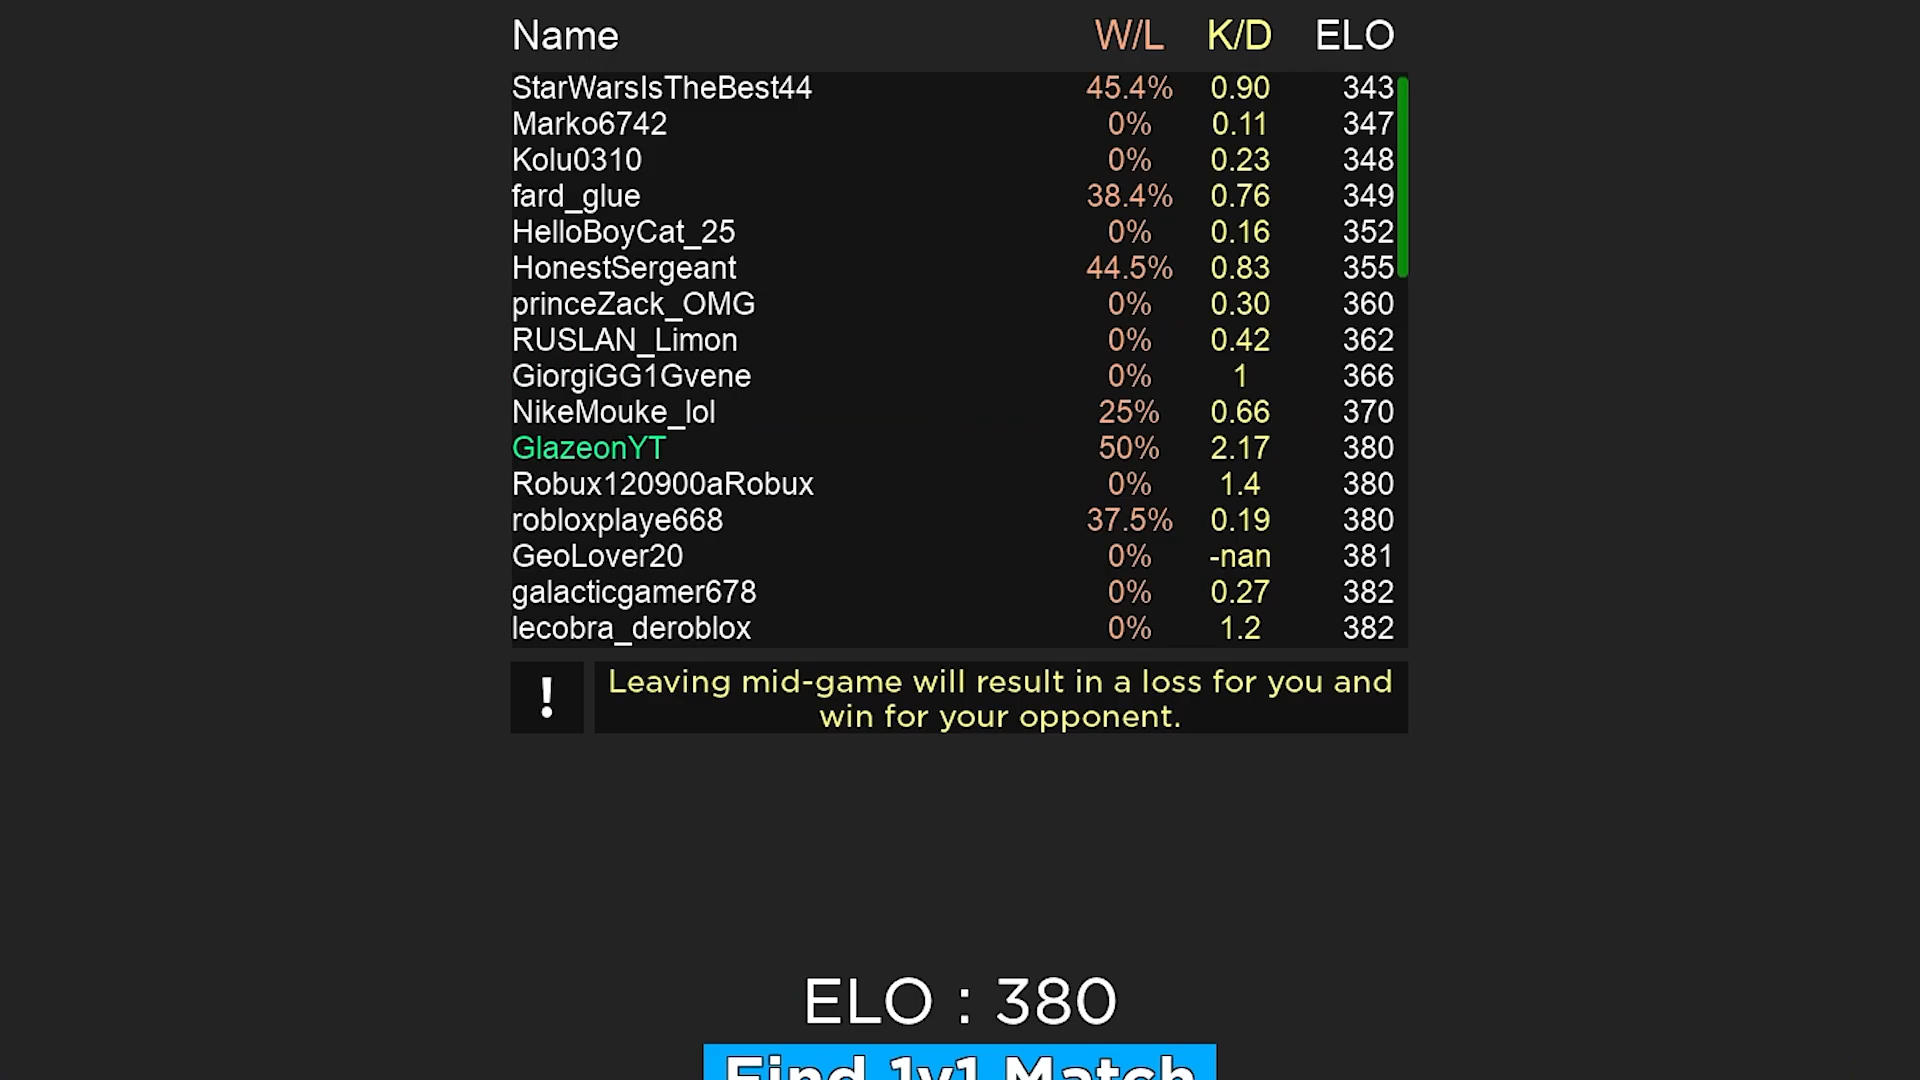 Name W/L K/D ELO
StarWarsIsTheBest44 45.4% 0.90 343
Marko6742 0% 0.11 347
Kolu0310 0% 0.23 348
fard_glue 38.4% 0.76 349
HelloBoyCat_25 0% 0.16 352
HonestSergeant 44.5% 0.83 355
princeZack_OMG 0% 0.30 360
RUSLAN_Limon 0% 0.42 362
GiorgiGG1Gvene 0% 1 366
NikeMouke_lol 25% 0.66 370
GlazeonYT 50% 2.17 380
Robux120900aRobux 0% 1.4 380
robloxplaye668 37.5% 0.19 380
GeoLover20 0% -nan 381
galacticgamer678 0% 0.27 382
lecobra_deroblox 0% 1.2 382
! Leaving mid-game will result in a loss for you and
win for your opponent.
ELO : 380
Find 1v1 Match